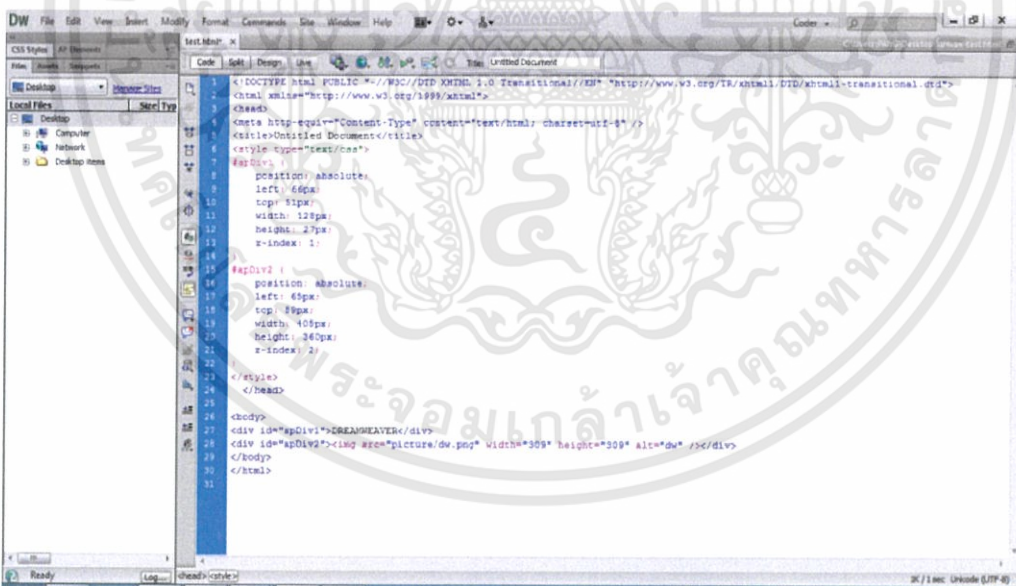 DW File Edit View Insert Modify Format Commands Site Window Help Coder
CSS Styles AP Elements
Files Assets Snippets
Desktop Manage Sites
Local Files Size Typ
Desktop
Computer
Network
Desktop items
test.html* x
Code Split Design Live Title: Untitled Document
1 <!DOCTYPE html PUBLIC "-//W3C//DTD XHTML 1.0 Transitional//EN" "http://www.w3.org/TR/xhtml1/DTD/xhtml1-transitional.dtd">
2 <html xmlns="http://www.w3.org/1999/xhtml">
3 <head>
4 <meta http-equiv="Content-Type" content="text/html; charset=utf-8" />
5 <title>Untitled Document</title>
6 <style type="text/css">
7 #apDiv1 {
8 position: absolute;
9 left: 66px;
10 top: 51px;
11 width: 128px;
12 height: 27px;
13 z-index: 1;
14 }
15 #apDiv2 {
16 position: absolute;
17 left: 65px;
18 top: 89px;
19 width: 405px;
20 height: 360px;
21 z-index: 2;
22 }
23 </style>
24 </head>
25
26 <body>
27 <div id="apDiv1">DREAMWEAVER</div>
28 <div id="apDiv2"><img src="picture/dw.png" width="309" height="309" alt="dw" /></div>
29 </body>
30 </html>
31
Ready Log... <head> <style> 1K / 1 sec Unicode (UTF-8)